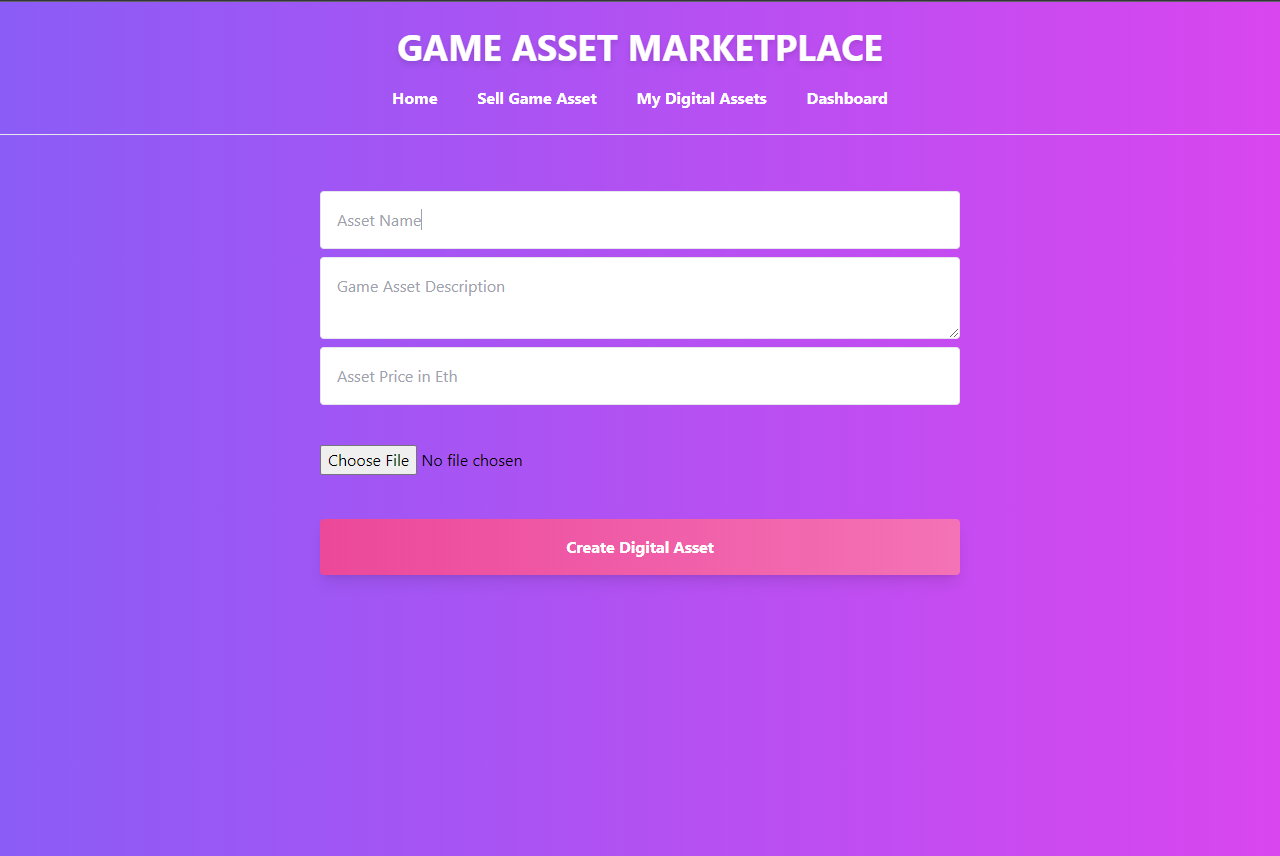 GAME ASSET MARKETPLACE
Home Sell Game Asset My Digital Assets Dashboard
Asset Name
Game Asset Description
Asset Price in Eth
Choose File No file chosen
Create Digital Asset